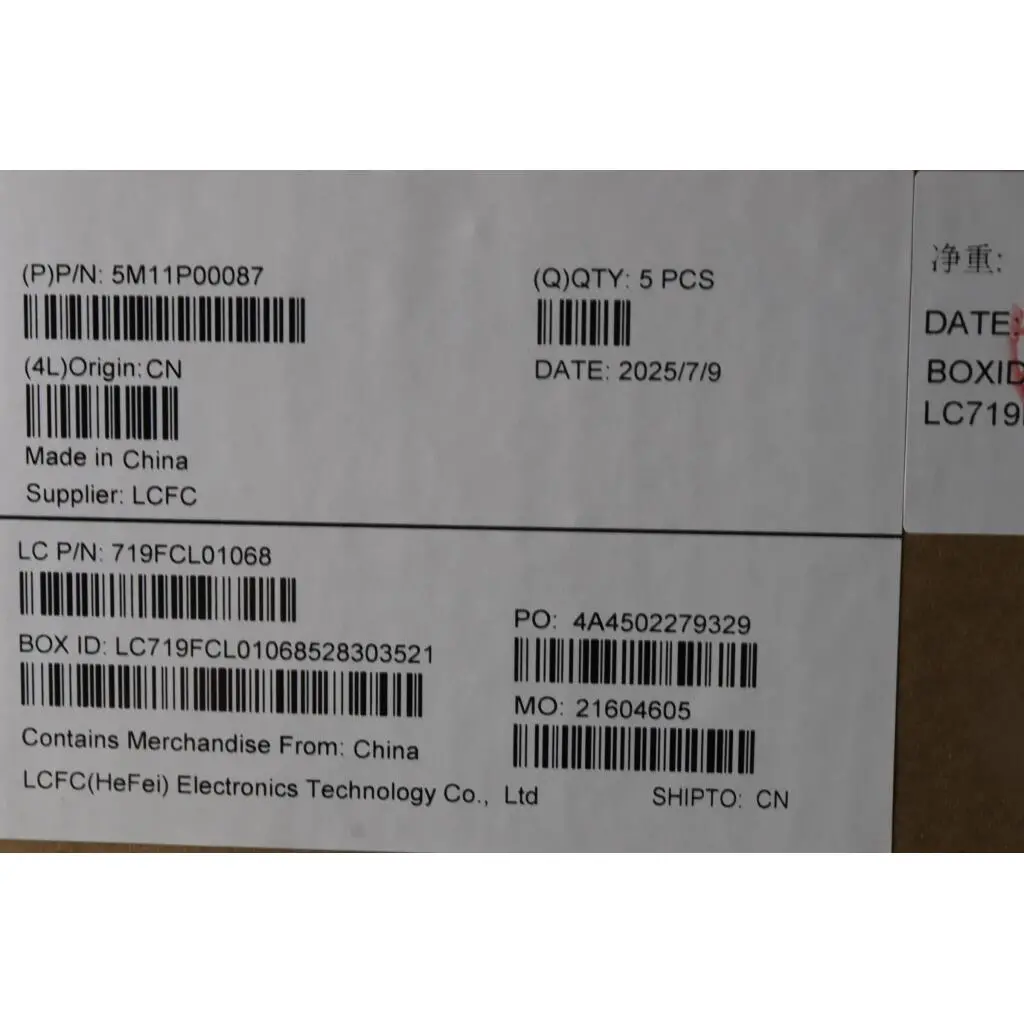 (P)P/N: 5M11P00087
(Q)QTY: 5 PCS
(4L)Origin:CN
DATE: 2025/7/9
Made in China
Supplier: LCFC
LC P/N: 719FCL01068
PO: 4A4502279329
BOX ID: LC719FCL01068528303521
MO: 21604605
Contains Merchandise From: China
LCFC(HeFei) Electronics Technology Co., Ltd
SHIPTO: CN
净重:
DATE:
BOXID
LC719